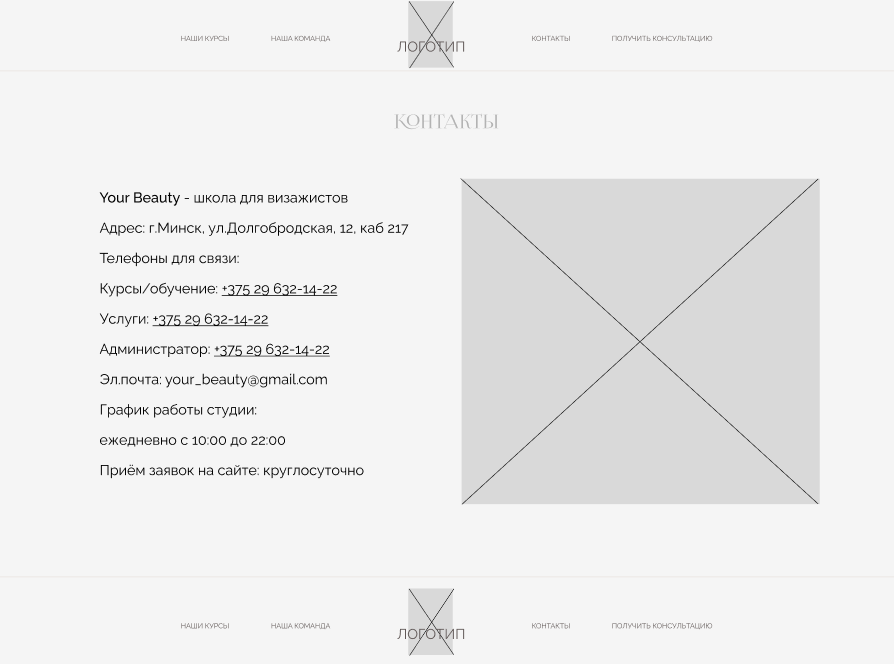 НАШИ КУРСЫ НАША КОМАНДА ЛОГОТИП КОНТАКТЫ ПОЛУЧИТЬ КОНСУЛЬТАЦИЮ
КОНТАКТЫ
Your Beauty - школа для визажистов
Адрес: г.Минск, ул.Долгобродская, 12, каб 217
Телефоны для связи:
Курсы/обучение: +375 29 632-14-22
Услуги: +375 29 632-14-22
Администратор: +375 29 632-14-22
Эл.почта: your_beauty@gmail.com
График работы студии:
ежедневно с 10:00 до 22:00
Приём заявок на сайте: круглосуточно
НАШИ КУРСЫ НАША КОМАНДА ЛОГОТИП КОНТАКТЫ ПОЛУЧИТЬ КОНСУЛЬТАЦИЮ